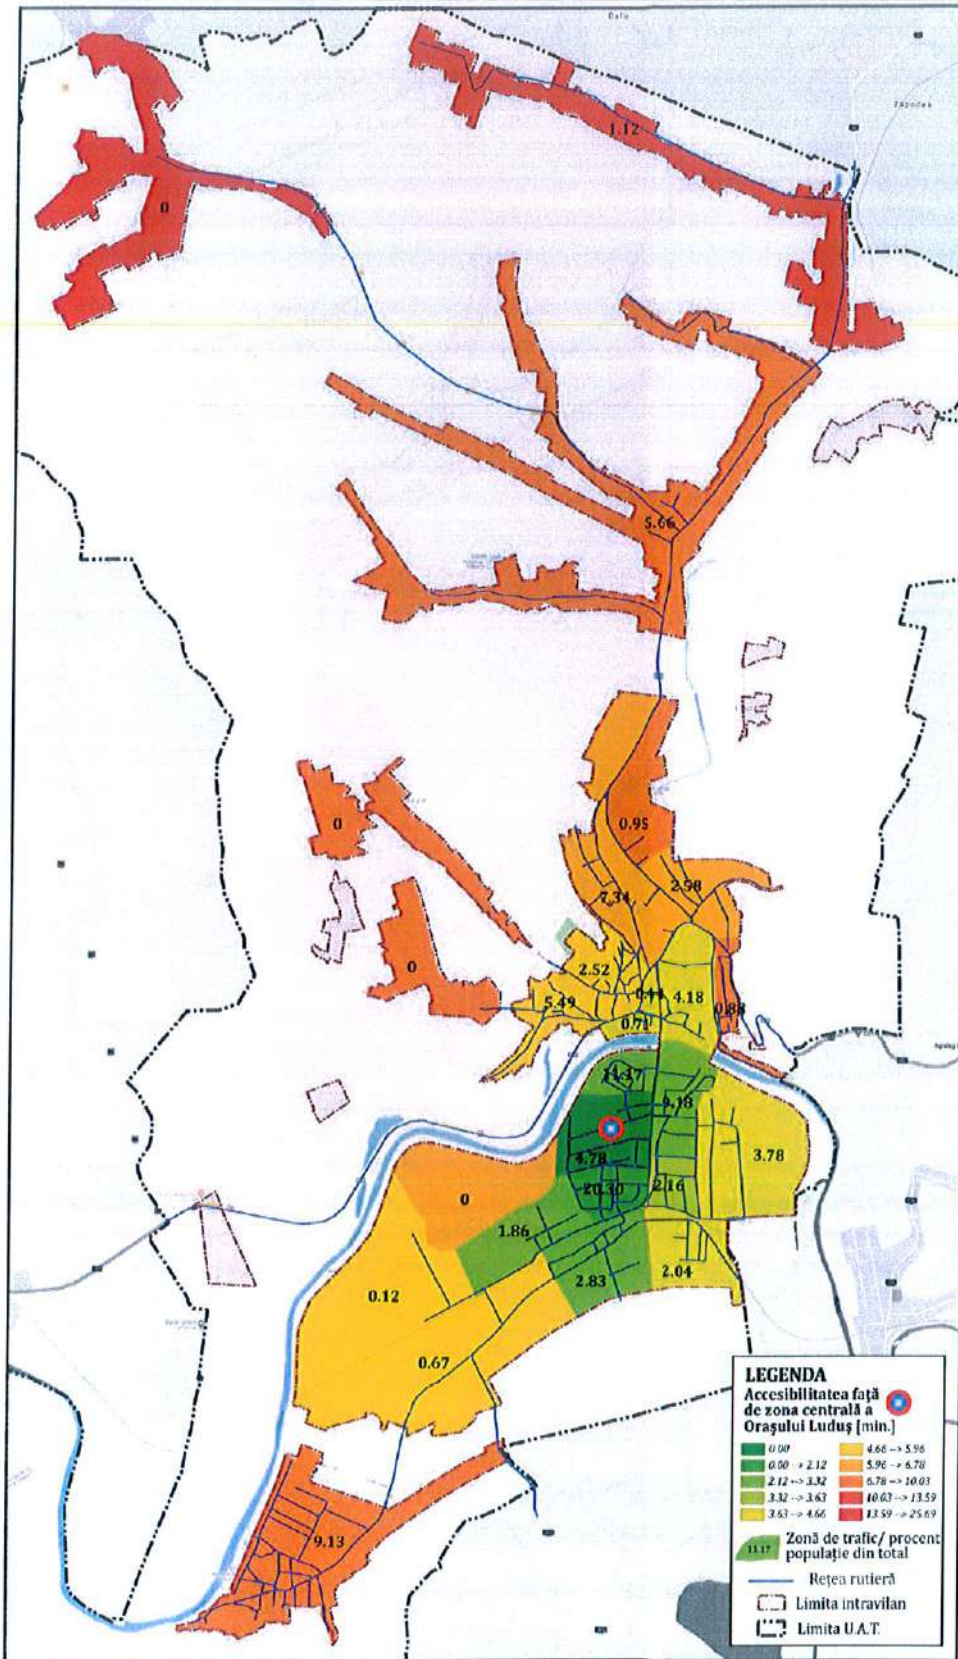 1.12
0
5.66
0
0.95
2.58
7.34
0
2.52
5.49
0.44
4.18
0.88
0.71
11.17
9.18
4.78
3.78
20.30
2.16
0
1.86
2.83
2.04
0.12
0.67
9.13
LEGENDA
Accesibilitatea față
de zona centrală a
Orașului Luduș [min.]
0.00
0.00 -> 2.12
2.12 -> 3.32
3.32 -> 3.63
3.63 -> 4.66
4.66 -> 5.96
5.96 -> 6.78
6.78 -> 10.03
10.03 -> 13.59
13.59 -> 25.69
11.17
Zonă de trafic/ procent
populație din total
Rețea rutieră
Limita intravilan
Limita U.A.T.